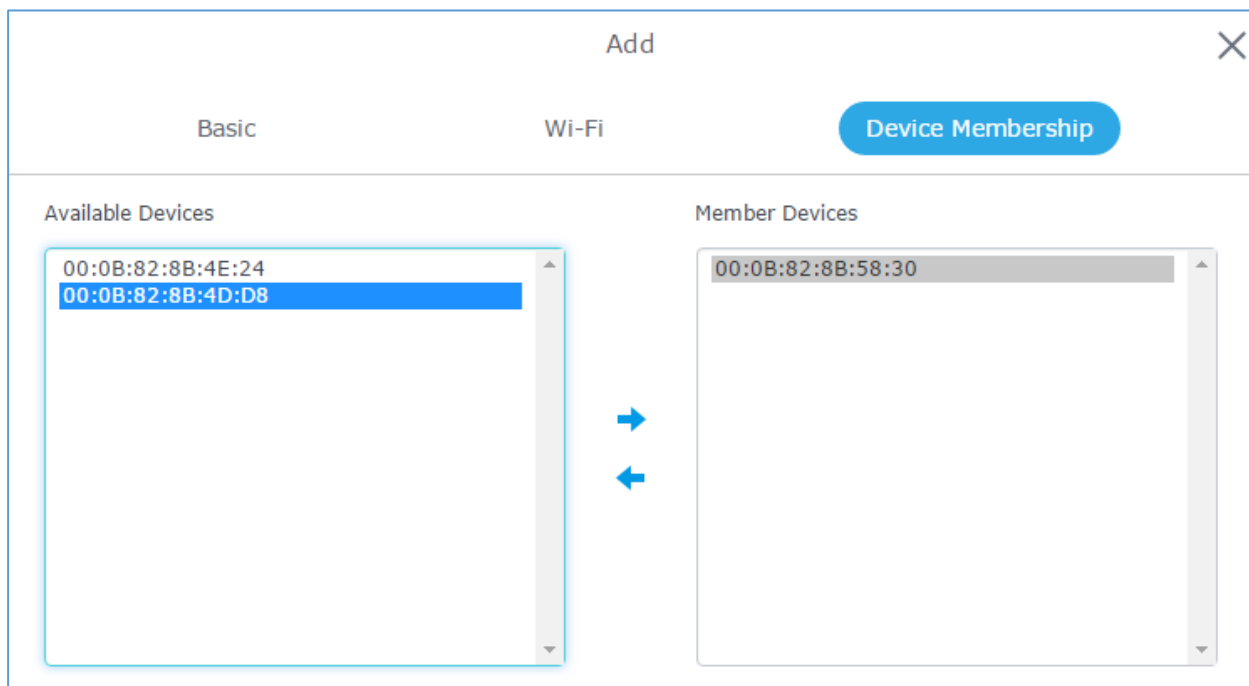 Add
Basic Wi-Fi Device Membership
Available Devices Member Devices
00:0B:82:8B:4E:24 00:0B:82:8B:58:30
00:0B:82:8B:4D:D8